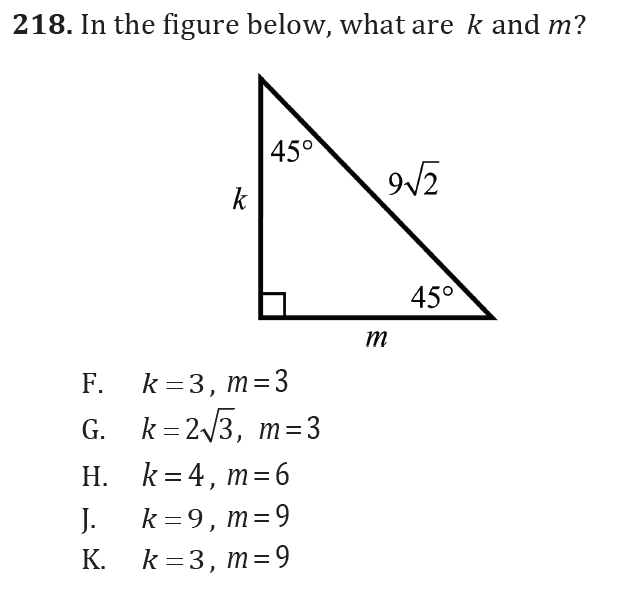 218. In the figure below, what are k and m?
45°
9√2
k
45°
m
F. k = 3, m = 3
G. k = 2√3, m = 3
H. k = 4, m = 6
J. k = 9, m = 9
K. k = 3, m = 9